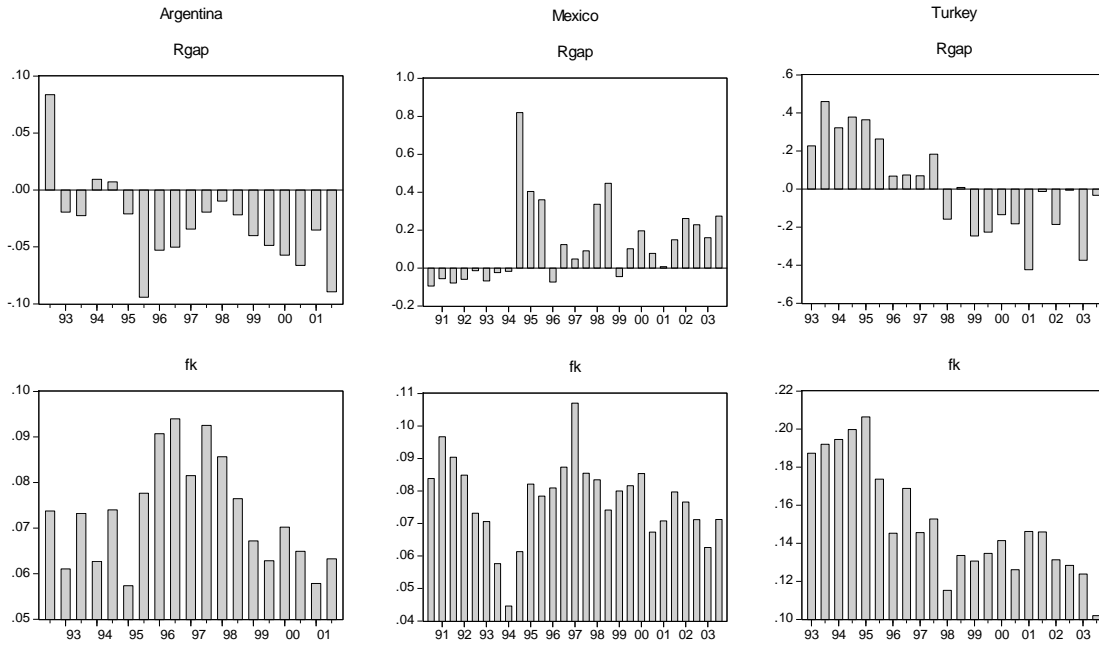 Argentina
Mexico
Turkey
Rgap
Rgap
Rgap
.10
.05
.00
-.05
-.10
93 94 95 96 97 98 99 00 01
1.0
0.8
0.6
0.4
0.2
0.0
-0.2
91 92 93 94 95 96 97 98 99 00 01 02 03
.6
.4
.2
.0
-.2
-.4
-.6
93 94 95 96 97 98 99 00 01 02 03
fk
fk
fk
.10
.09
.08
.07
.06
.05
93 94 95 96 97 98 99 00 01
.11
.10
.09
.08
.07
.06
.05
.04
91 92 93 94 95 96 97 98 99 00 01 02 03
.22
.20
.18
.16
.14
.12
.10
93 94 95 96 97 98 99 00 01 02 03